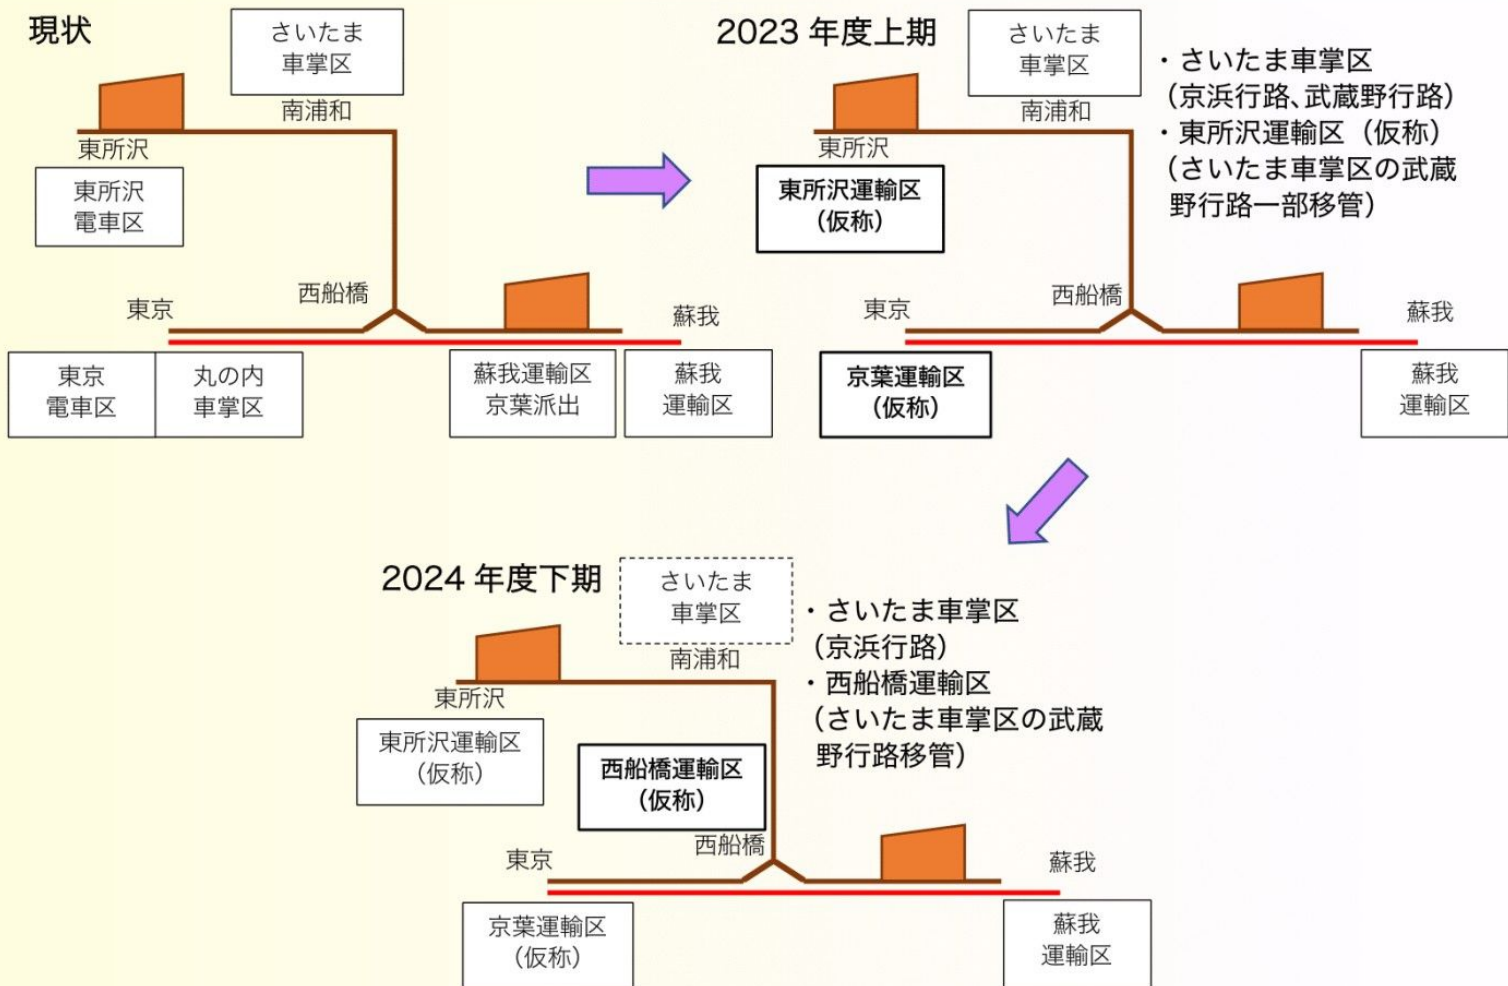 現状
さいたま
車掌区
南浦和
東所沢
東所沢
電車区
西船橋
東京
蘇我
東京
電車区
丸の内
車掌区
蘇我運輸区
京葉派出
蘇我
運輸区
2023 年度上期
さいたま
車掌区
南浦和
・さいたま車掌区
（京浜行路、武蔵野行路）
・東所沢運輸区（仮称）
（さいたま車掌区の武蔵
野行路一部移管）
東所沢
東所沢運輸区
（仮称）
西船橋
東京
蘇我
京葉運輸区
（仮称）
蘇我
運輸区
2024 年度下期
さいたま
車掌区
南浦和
・さいたま車掌区
（京浜行路）
・西船橋運輸区
（さいたま車掌区の武蔵
野行路移管）
東所沢
東所沢運輸区
（仮称）
西船橋運輸区
（仮称）
西船橋
東京
蘇我
京葉運輸区
（仮称）
蘇我
運輸区